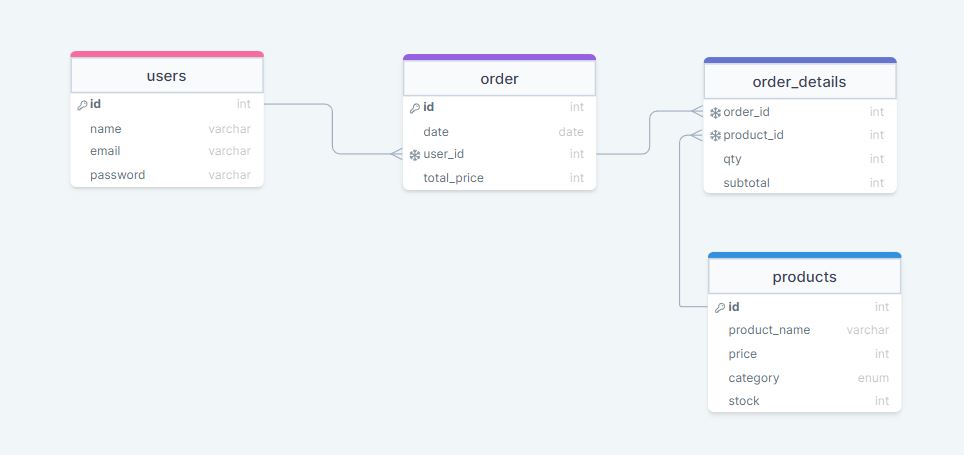 users
id int
name varchar
email varchar
password varchar
order
id int
date date
user_id int
total_price int
order_details
order_id int
product_id int
qty int
subtotal int
products
id int
product_name varchar
price int
category enum
stock int